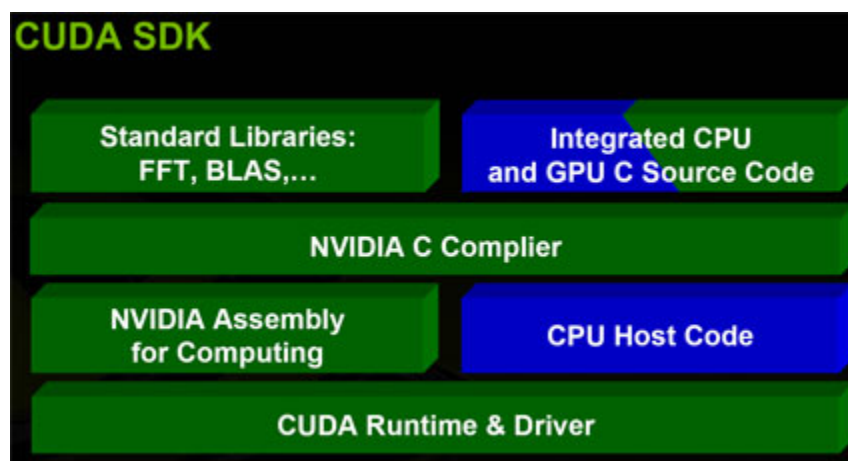 CUDA SDK
Standard Libraries:
FFT, BLAS,...
Integrated CPU
and GPU C Source Code
NVIDIA C Complier
NVIDIA Assembly
for Computing
CPU Host Code
CUDA Runtime & Driver